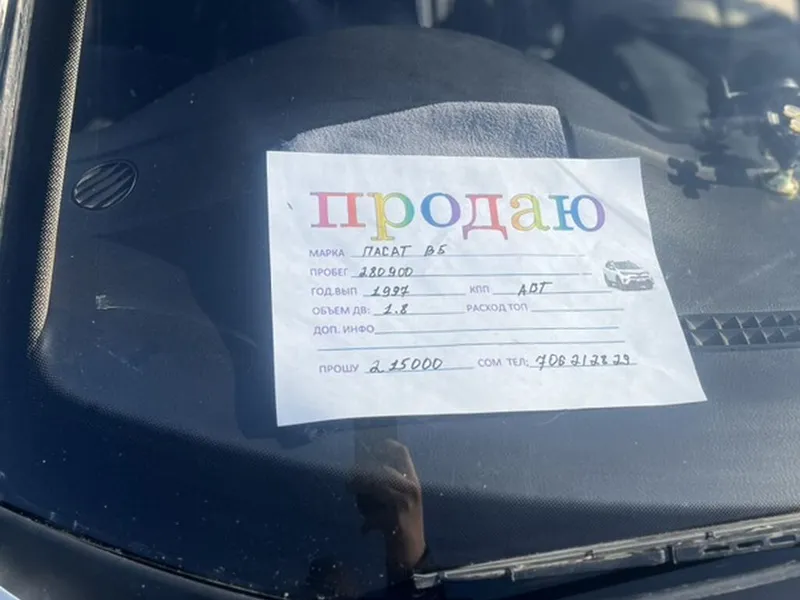 продаю
МАРКА ПАСАТ В5
ПРОБЕГ 280900
ГОД.ВЫП 1997 КПП АВТ
ОБЪЕМ ДВ: 1.8 РАСХОД ТОП
ДОП. ИНФО
ПРОШУ 215000 СОМ ТЕЛ: 706212829